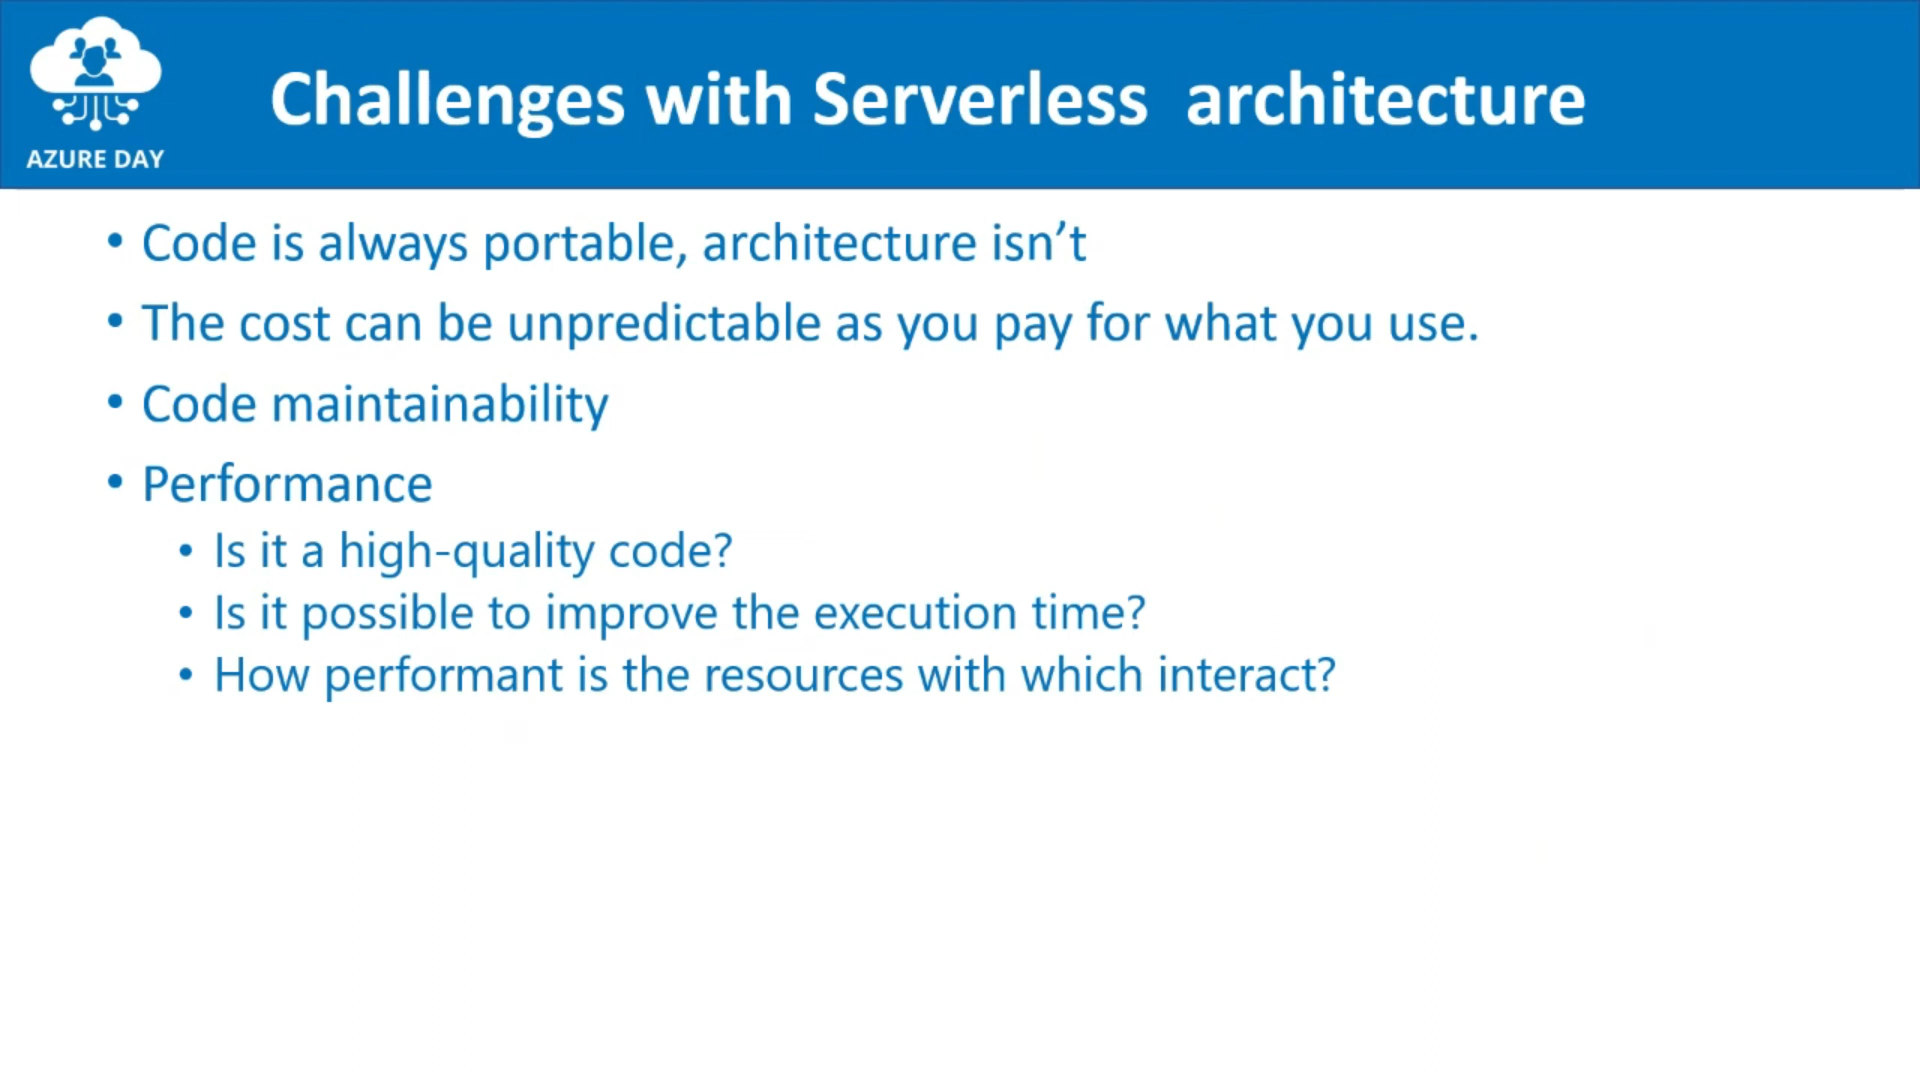 AZURE DAY
Challenges with Serverless  architecture
• Code is always portable, architecture isn’t
• The cost can be unpredictable as you pay for what you use.
• Code maintainability
• Performance
• Is it a high-quality code?
• Is it possible to improve the execution time?
• How performant is the resources with which interact?